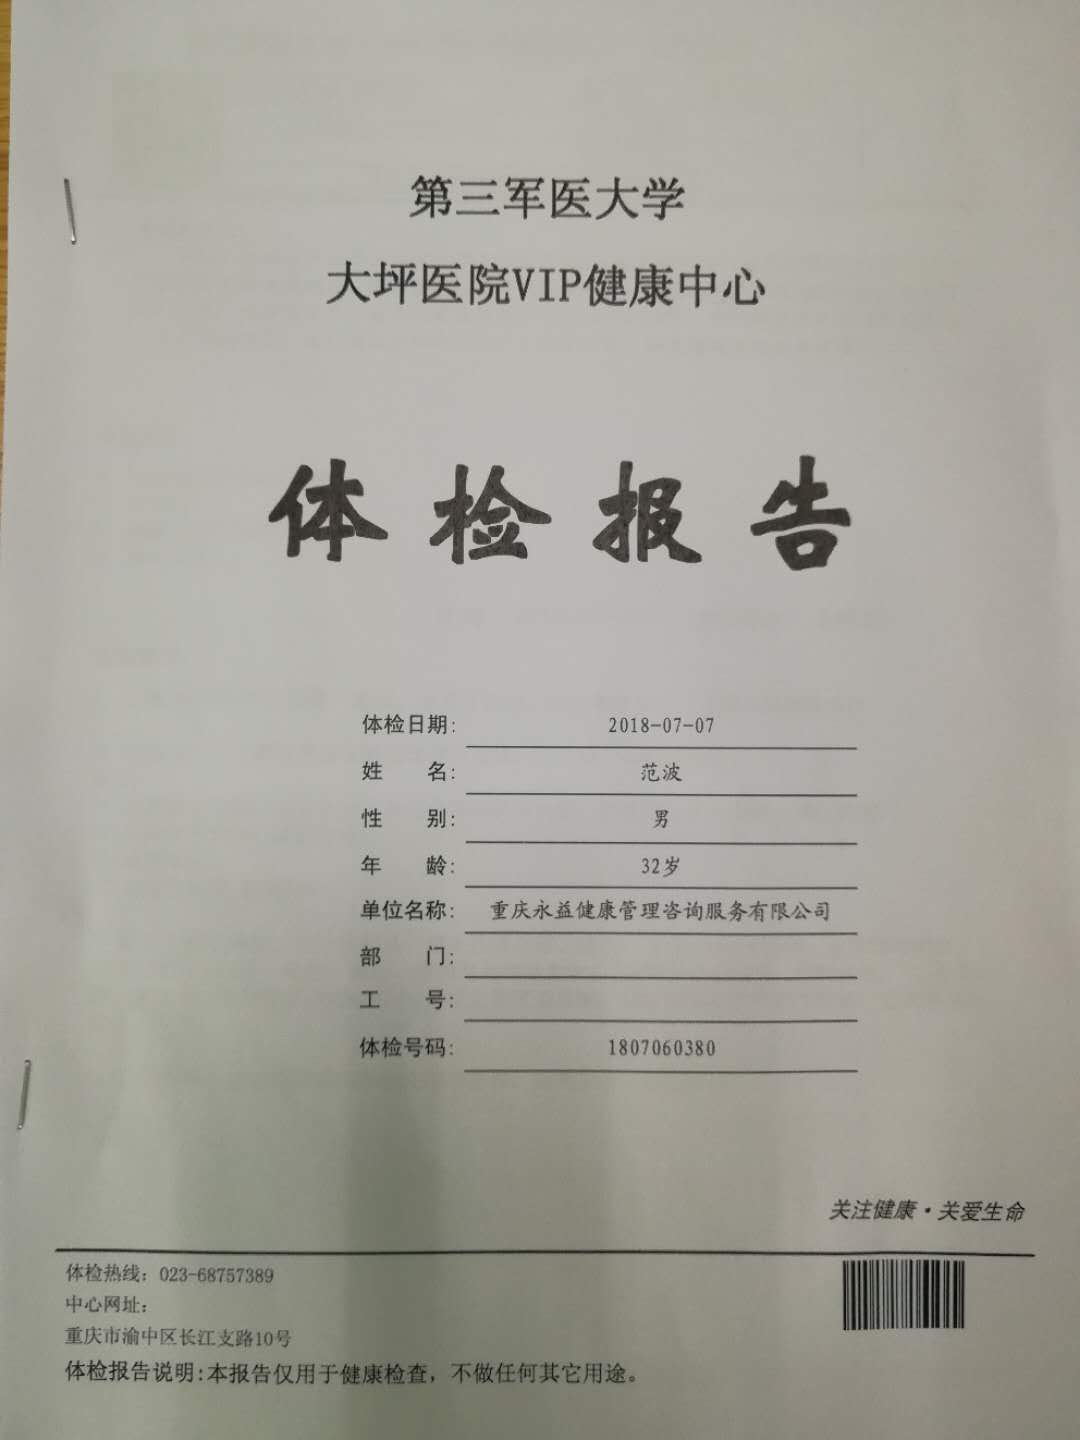 第三军医大学
大坪医院VIP健康中心
体检报告
体检日期: 2018-07-07
姓 名: 范波
性 别: 男
年 龄: 32岁
单位名称: 重庆永益健康管理咨询服务有限公司
部 门:
工 号:
体检号码: 1807060380
关注健康·关爱生命
体检热线: 023-68757389
中心网址:
重庆市渝中区长江支路10号
体检报告说明:本报告仅用于健康检查，不做任何其它用途。